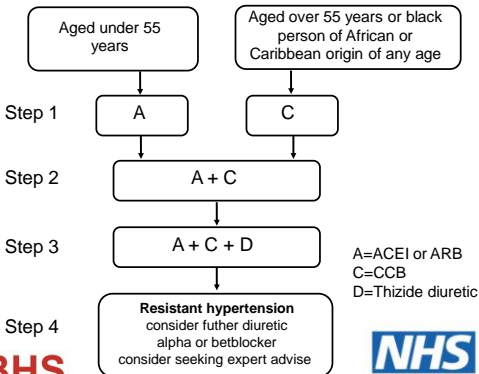 Aged under 55
years
Aged over 55 years or black
person of African or
Caribbean origin of any age
Step 1
A
C
Step 2
A + C
Step 3
A + C + D
A=ACEI or ARB
C=CCB
D=Thizide diuretic
Step 4
Resistant hypertension
consider futher diuretic
alpha or betblocker
consider seeking expert advise
BHS
NHS